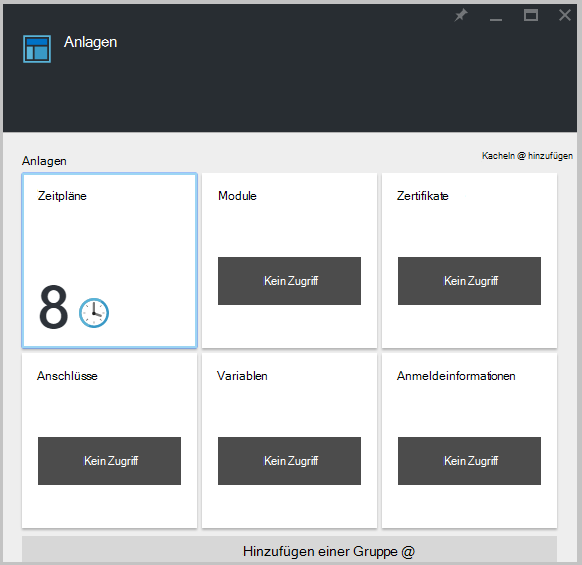 Anlagen
Kacheln @ hinzufügen
Anlagen
Zeitpläne
Module
Zertifikate
Kein Zugriff
Kein Zugriff
8
Anschlüsse
Variablen
Anmeldeinformationen
Kein Zugriff
Kein Zugriff
Kein Zugriff
Hinzufügen einer Gruppe @